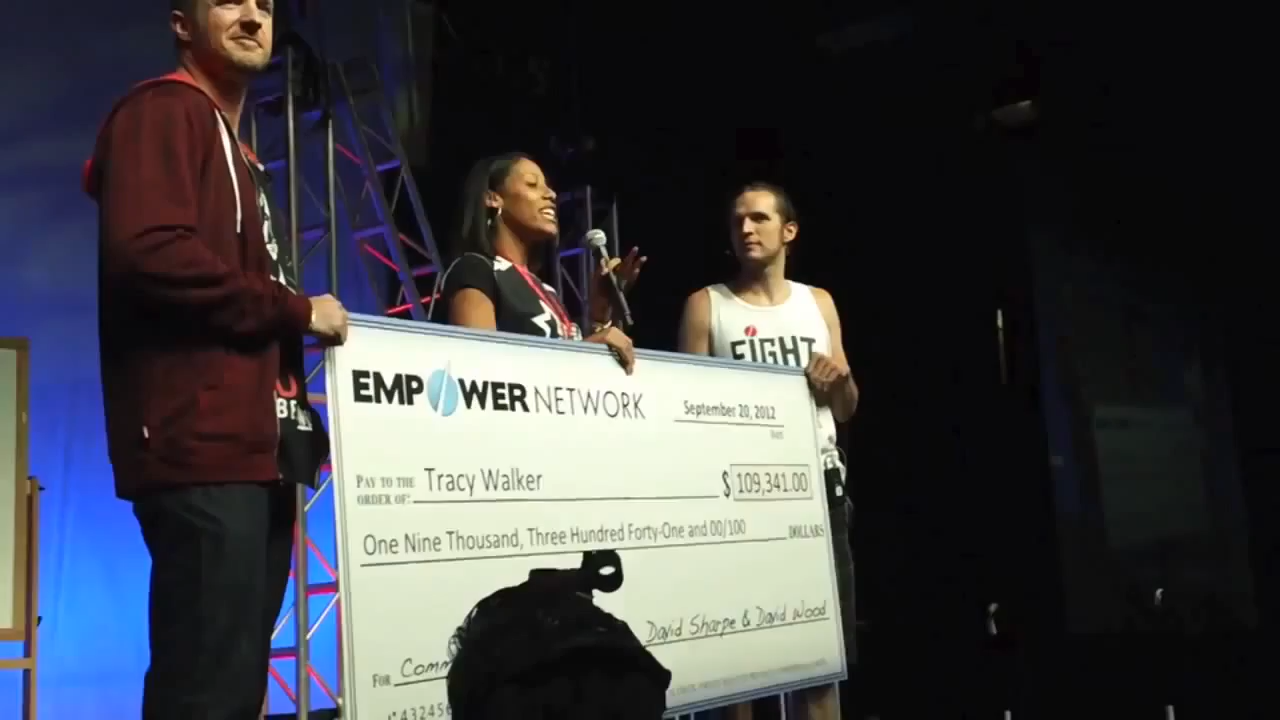 FIGHT
EMPOWER NETWORK
September 20, 2012
PAY TO THE
ORDER OF: Tracy Walker $ 109,341.00
One Nine Thousand, Three Hundred Forty-One and 00/100 DOLLARS
David Sharpe & David Wood
FOR Comm